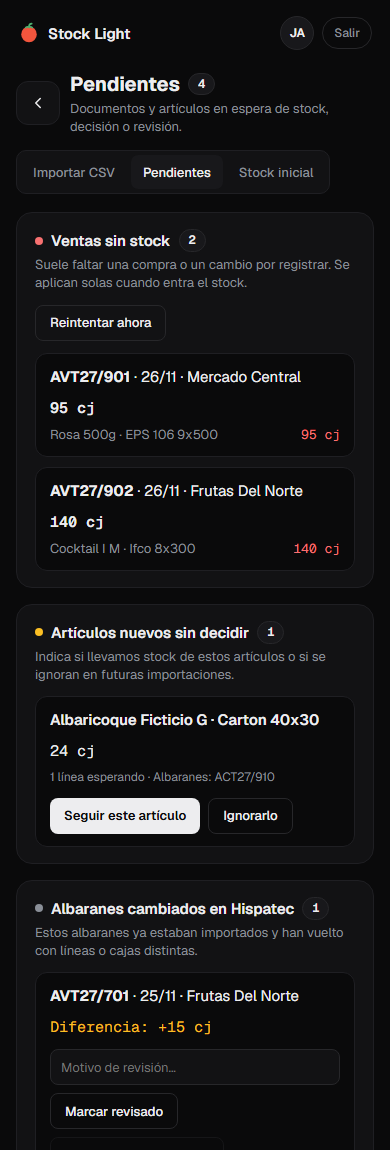 Stock Light
JA
Salir
Pendientes 4
Documentos y artículos en espera de stock,
decisión o revisión.
Importar CSV
Pendientes
Stock inicial
Ventas sin stock 2
Suele faltar una compra o un cambio por registrar. Se
aplican solas cuando entra el stock.
Reintentar ahora
AVT27/901 · 26/11 · Mercado Central
95 cj
Rosa 500g · EPS 106 9x500 95 cj
AVT27/902 · 26/11 · Frutas Del Norte
140 cj
Cocktail I M · Ifco 8x300 140 cj
Artículos nuevos sin decidir 1
Indica si llevamos stock de estos artículos o si se
ignoran en futuras importaciones.
Albaricoque Ficticio G · Carton 40x30
24 cj
1 línea esperando · Albaranes: ACT27/910
Seguir este artículo
Ignorarlo
Albaranes cambiados en Hispatec 1
Estos albaranes ya estaban importados y han vuelto
con líneas o cajas distintas.
AVT27/701 · 25/11 · Frutas Del Norte
Diferencia: +15 cj
Motivo de revisión...
Marcar revisado